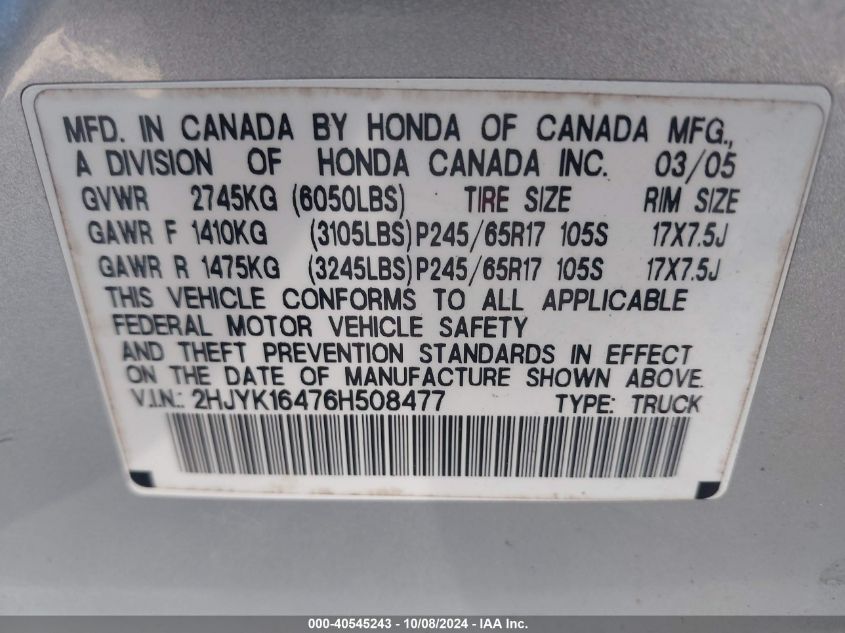 MFD. IN CANADA BY HONDA OF CANADA MFG.,
A DIVISION OF HONDA CANADA INC. 03/05
GVWR 2745KG (6050LBS) TIRE SIZE RIM SIZE
GAWR F 1410KG (3105LBS) P245/65R17 105S 17X7.5J
GAWR R 1475KG (3245LBS) P245/65R17 105S 17X7.5J
THIS VEHICLE CONFORMS TO ALL APPLICABLE
FEDERAL MOTOR VEHICLE SAFETY
AND THEFT PREVENTION STANDARDS IN EFFECT
ON THE DATE OF MANUFACTURE SHOWN ABOVE.
V.I.N.: 2HJYK16476H508477 TYPE: TRUCK
000-40545243 - 10/08/2024 - IAA Inc.